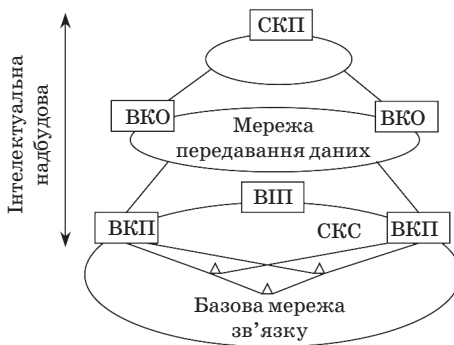 Інтелектуальна
надбудова
СКП
ВКО
ВКО
Мережа
передавання даних
ВІП
ВКП
СКС
ВКП
Базова мережа
зв’язку